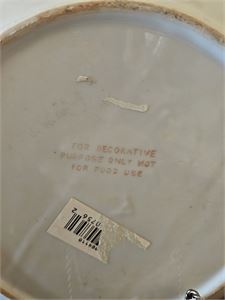 FOR DECORATIVE
PURPOSE ONLY NOT
FOR FOOD USE